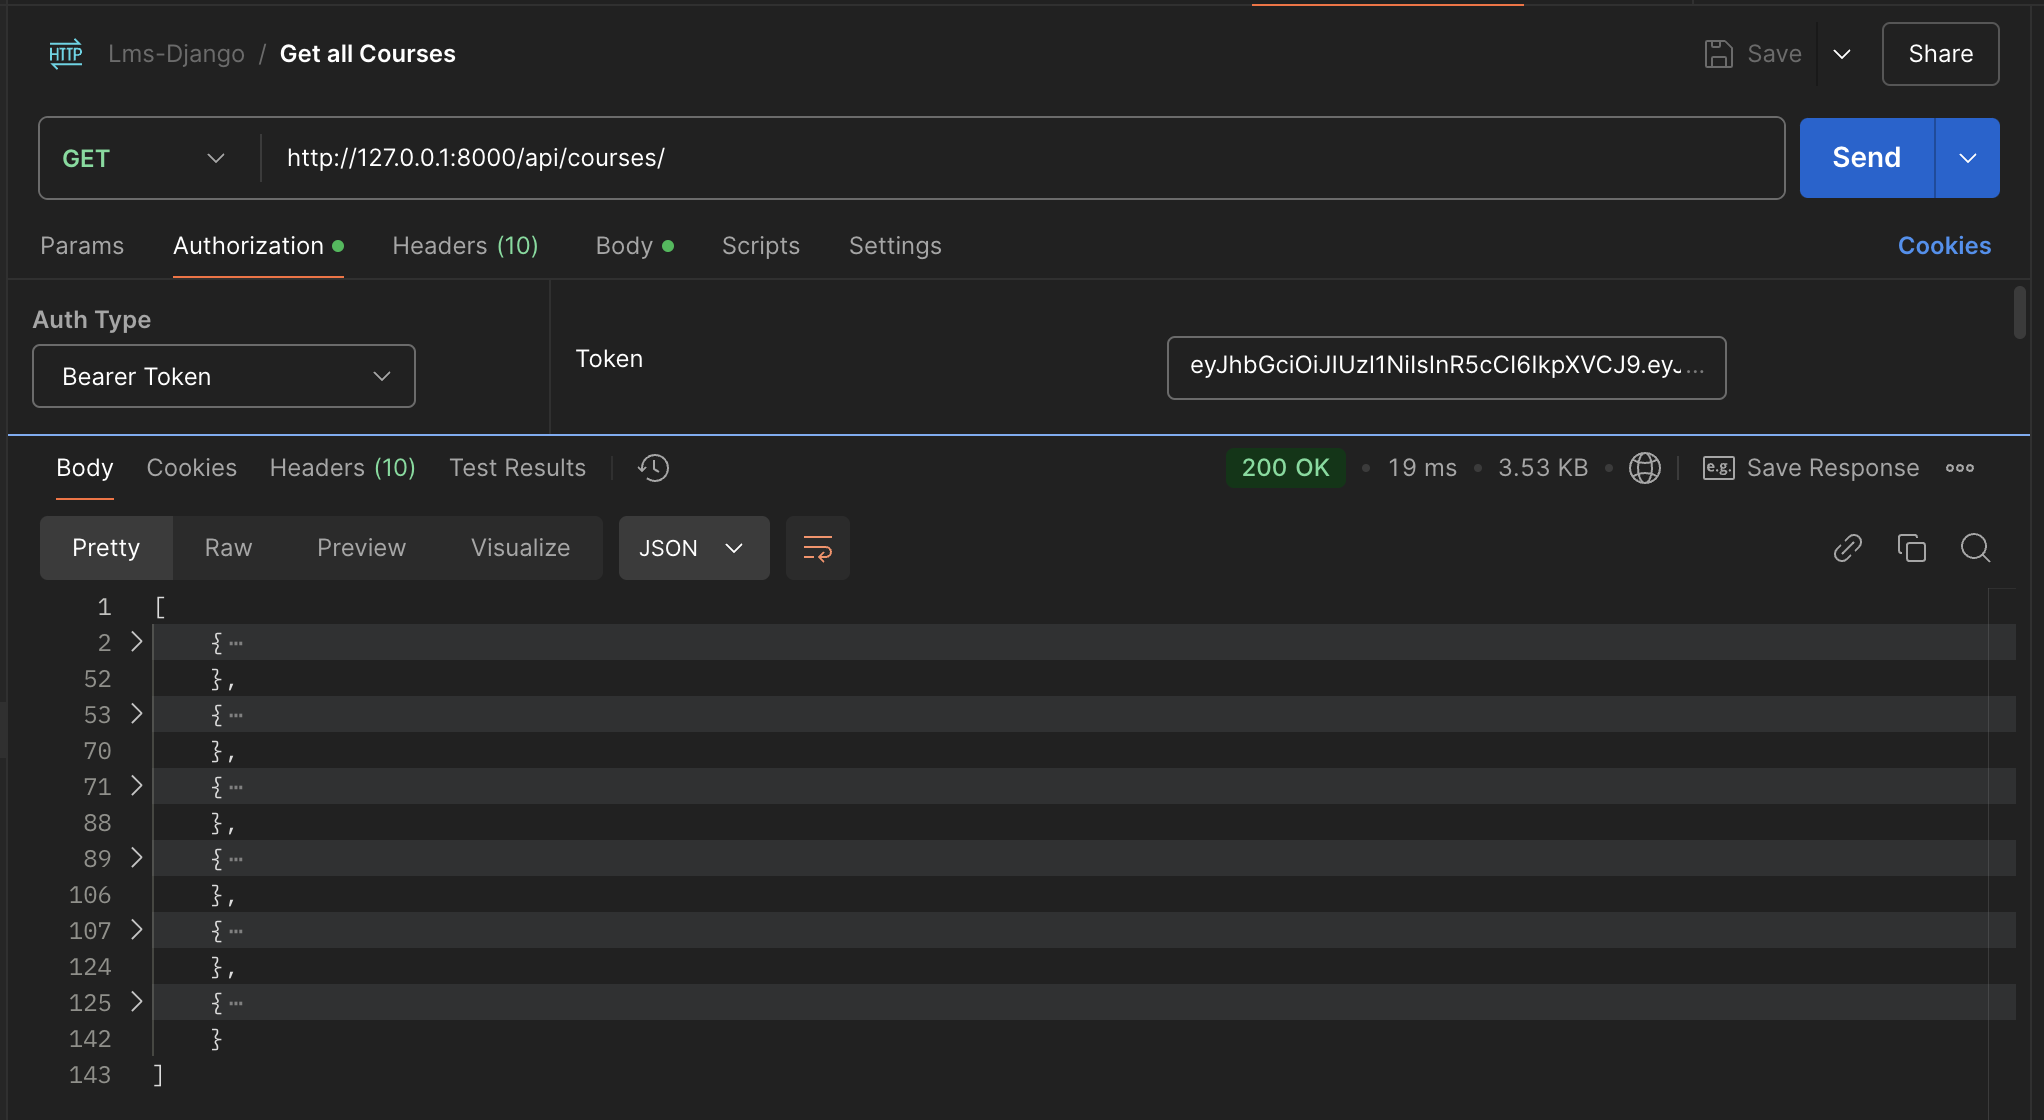 HTTP Lms-Django / Get all Courses Save Share
GET http://127.0.0.1:8000/api/courses/ Send
Params Authorization Headers (10) Body Scripts Settings Cookies
Auth Type
Bearer Token
Token
eyJhbGciOiJIUzI1NiIsInR5cCI6IkpXVCJ9.eyJ...
Body Cookies Headers (10) Test Results 200 OK • 19 ms • 3.53 KB • e.g. Save Response
Pretty Raw Preview Visualize JSON
1 [
2 { ⋯
52 },
53 { ⋯
70 },
71 { ⋯
88 },
89 { ⋯
106 },
107 { ⋯
124 },
125 { ⋯
142 }
143 ]